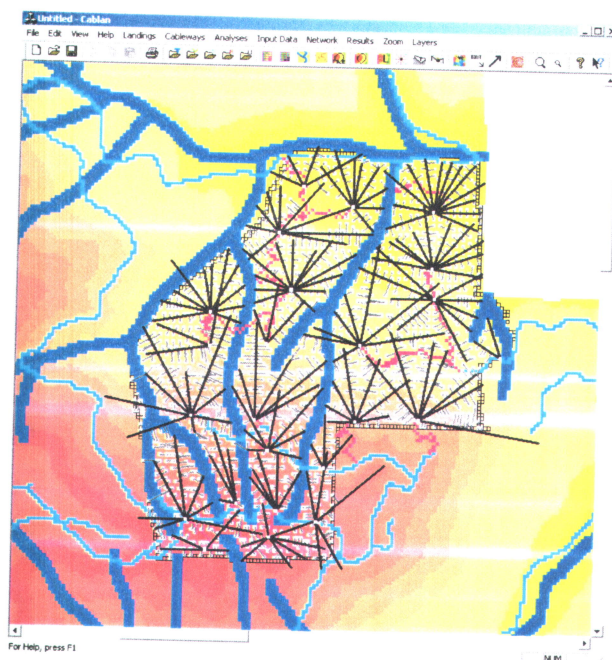 Untitled - Cablan
File Edit View Help Landings Cableways Analyses Input Data Network Results Zoom Layers
For Help, press F1
NUM